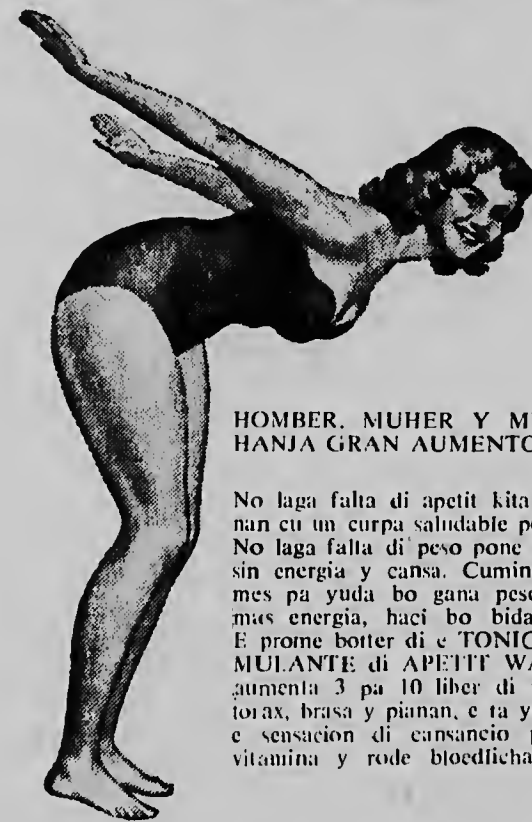 HOMBER. MUHER Y M
HANJA GRAN AUMENTO
No laga falta di apetit kita
nan cu un curpa saludable p
No laga falta di peso pone
sin energia y cansa. Cumin
mes pa yuda bo gana pes
mas energia, haci bo bida
E prome botter di e TONIC
MULANTE di APETIT WA
aumenta 3 pa 10 liber di
torax, brasa y pianan, e ta y
e sensacion di cansancio p
vitamina y rode bloedlicha